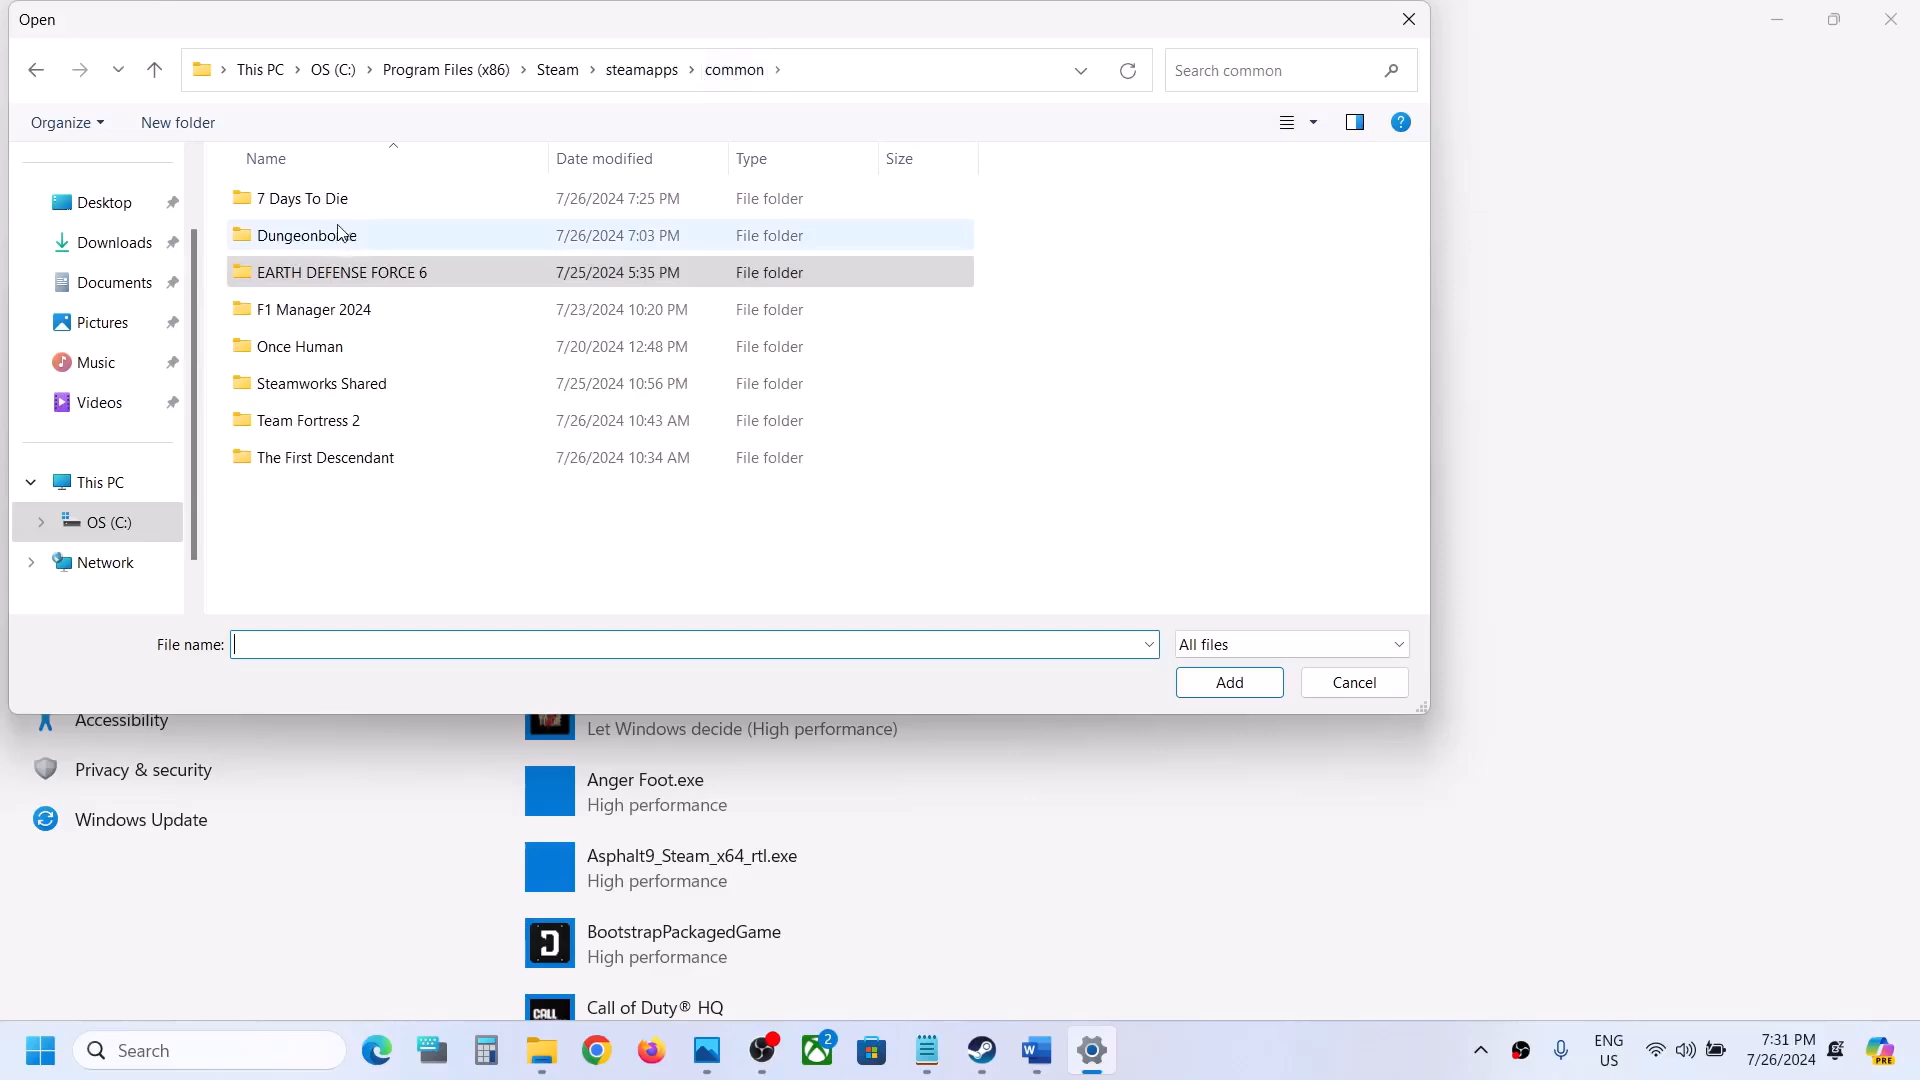 Open
This PC > OS (C:) > Program Files (x86) > Steam > steamapps > common >
Search common
Organize
New folder
?
Name
Date modified
Type
Size
Desktop
Downloads
Documents
Pictures
Music
Videos
This PC
OS (C:)
Network
7 Days To Die 7/26/2024 7:25 PM File folder
7/26/2024 7:03 PM File folder
EARTH DEFENSE FORCE 6 7/25/2024 5:35 PM File folder
F1 Manager 2024 7/23/2024 10:20 PM File folder
Once Human 7/20/2024 12:48 PM File folder
Steamworks Shared 7/25/2024 10:56 PM File folder
Team Fortress 2 7/26/2024 10:43 AM File folder
The First Descendant 7/26/2024 10:34 AM File folder
File name:
All files
Add
Cancel
Accessibility
Privacy & security
Windows Update
Let Windows decide (High performance)
Anger Foot.exe
High performance
Asphalt9_Steam_x64_rtl.exe
High performance
BootstrapPackagedGame
High performance
CALL
Call of Duty® HQ
Search
2
ENG
US
7:31 PM
7/26/2024
PRE